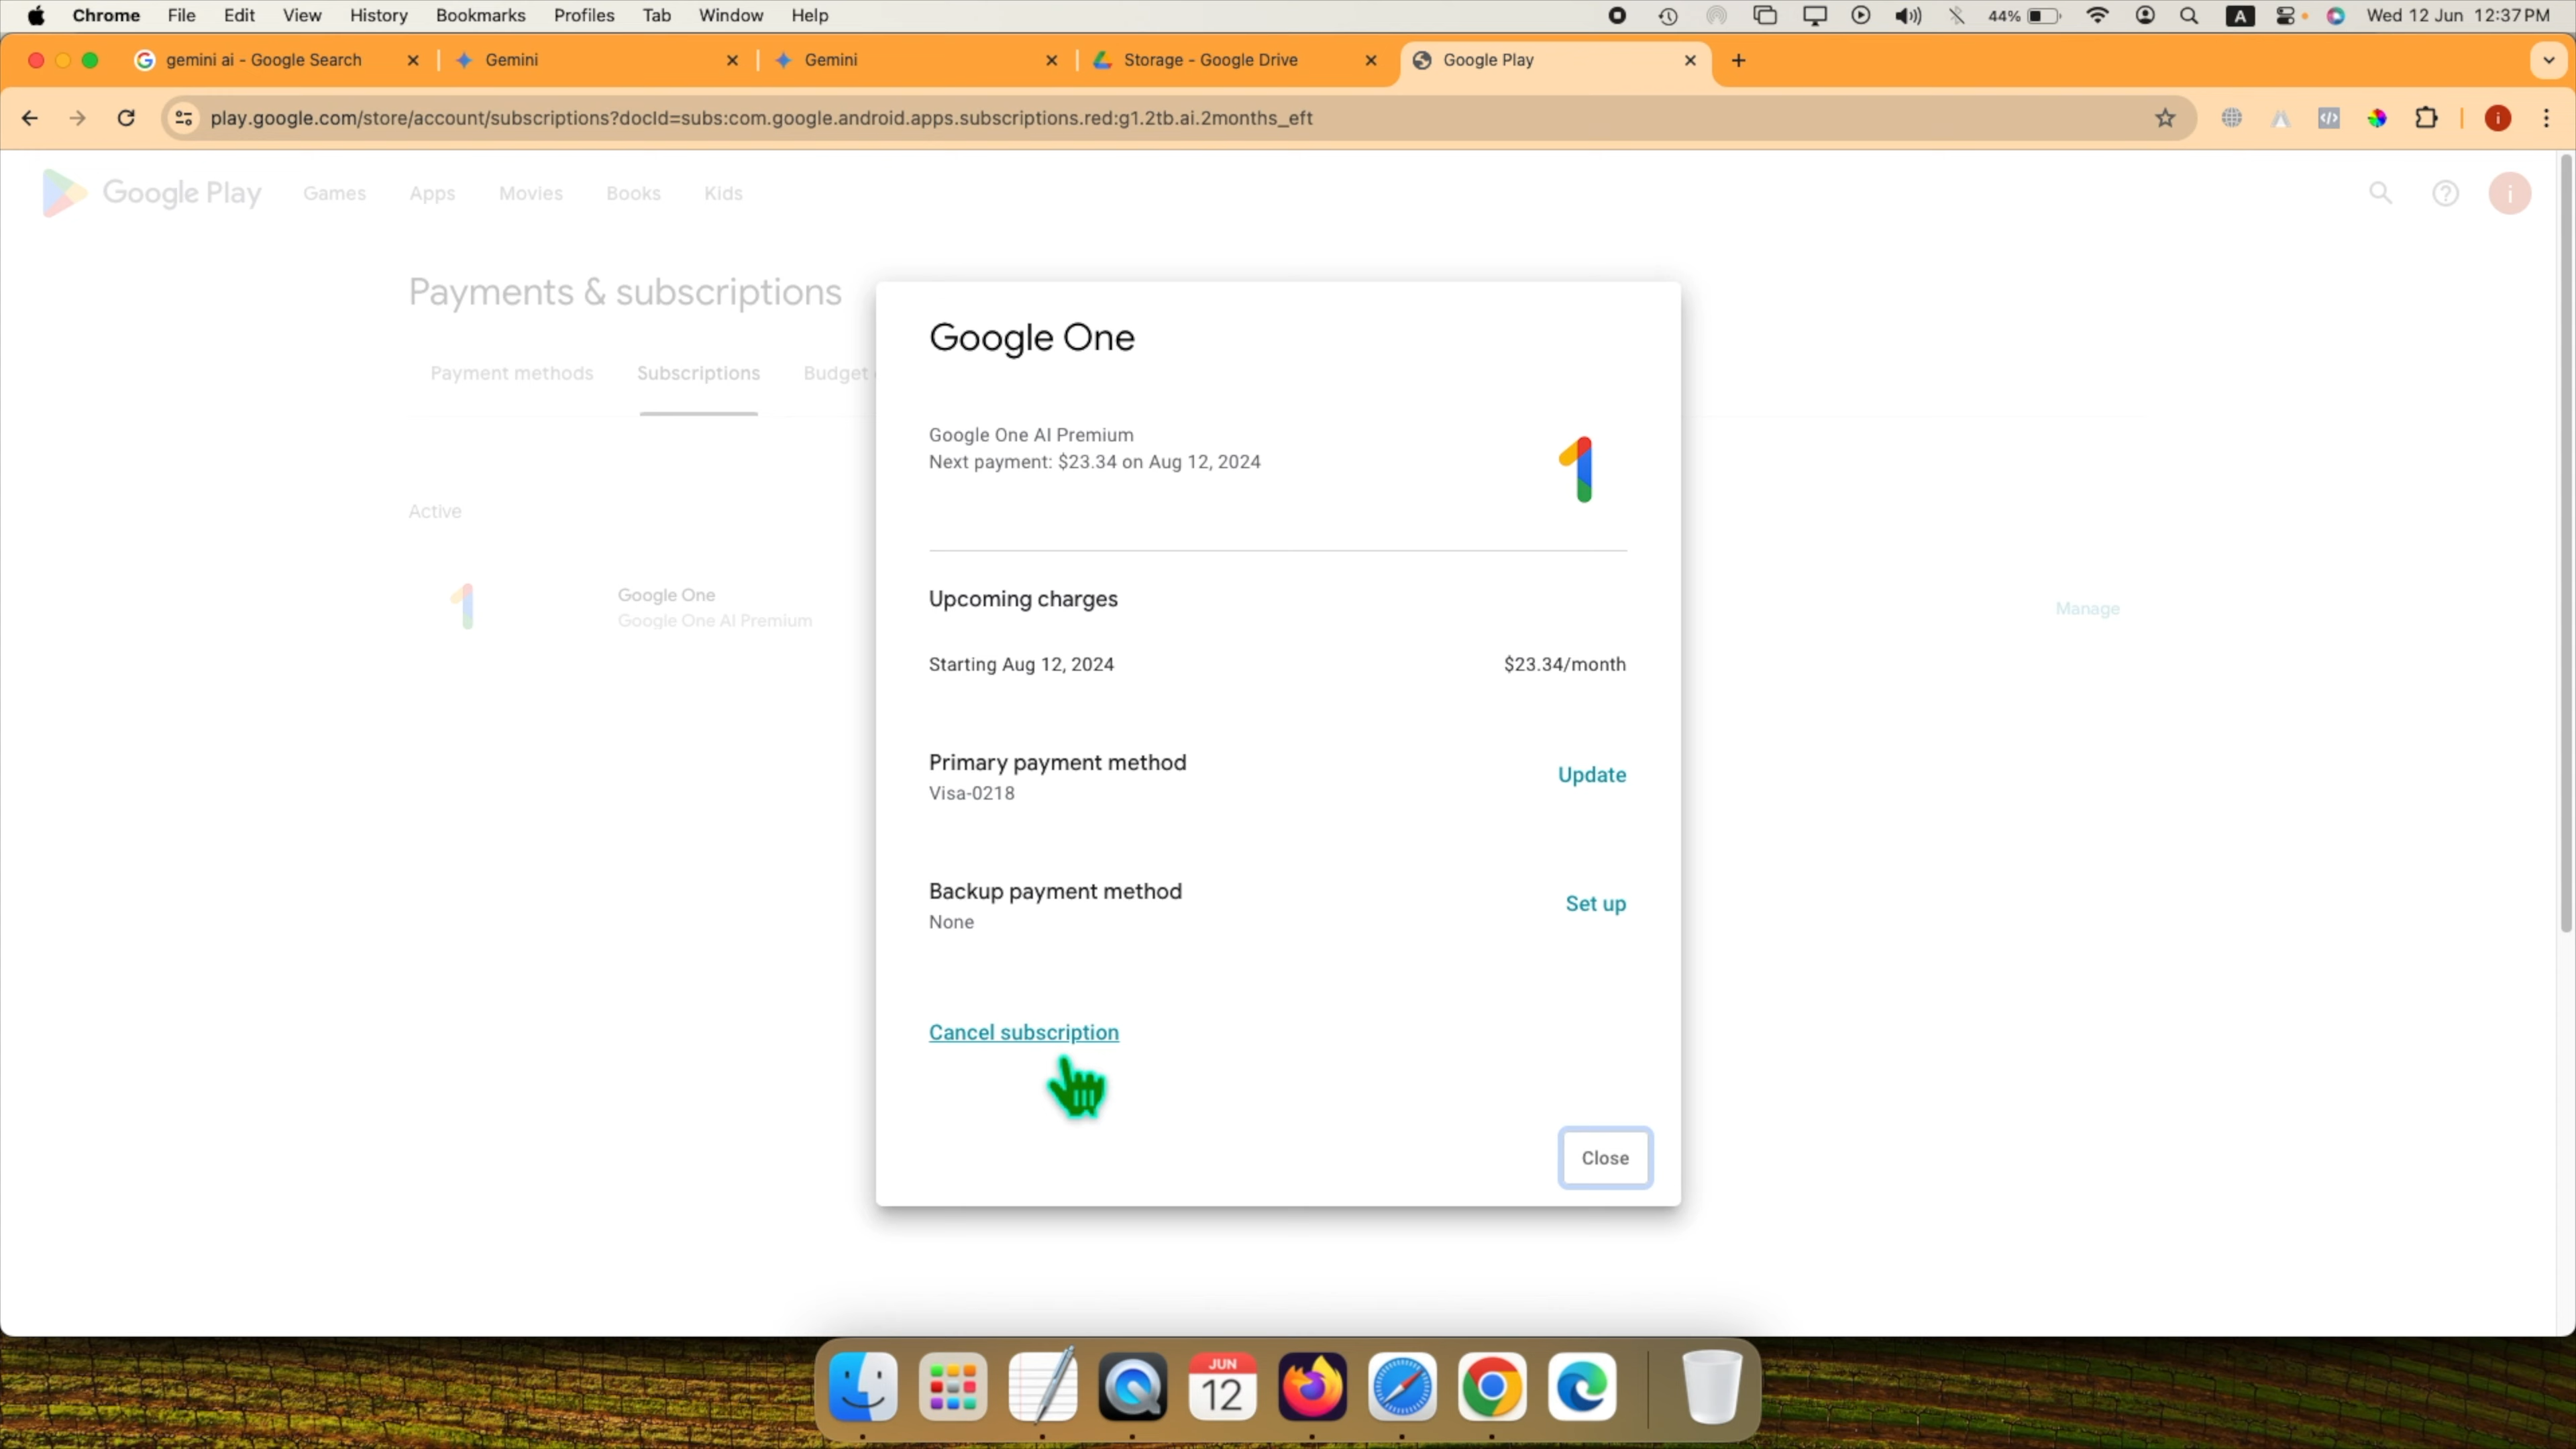 Chrome File Edit View History Bookmarks Profiles Tab Window Help 44% A Wed 12 Jun 12:37 PM
gemini ai - Google Search Gemini Gemini Storage - Google Drive Google Play
play.google.com/store/account/subscriptions?docId=subs:com.google.android.apps.subscriptions.red:g1.2tb.ai.2months_eft i
Google Play Games Apps Movies Books Kids i
Payments & subscriptions
Payment methods Subscriptions Budget
Active
Google One
Google One AI Premium
Manage
Google One
Google One AI Premium
Next payment: $23.34 on Aug 12, 2024
Upcoming charges
Starting Aug 12, 2024 $23.34/month
Primary payment method
Visa-0218
Update
Backup payment method
None
Set up
Cancel subscription
Close
JUN
12